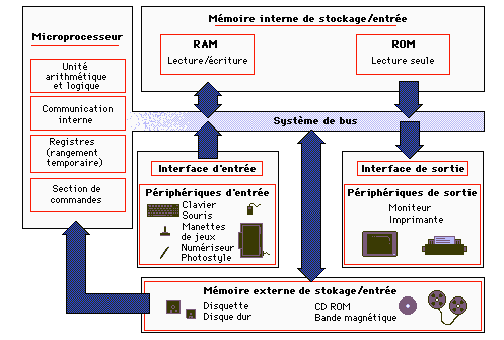 Mémoire interne de stockage/entrée
Microprocesseur
RAM
Lecture/écriture
ROM
Lecture seule
Unité
arithmétique
et logique
Communication
interne
Registres
(rangement
temporaire)
Section de
commandes
Système de bus
Interface d'entrée
Périphériques d'entrée
Clavier
Souris
Manettes
de jeux
Numériseur
Photostyle
Interface de sortie
Périphériques de sortie
Moniteur
Imprimante
Mémoire externe de stokage/entrée
Disquette
Disque dur
CD ROM
Bande magnétique